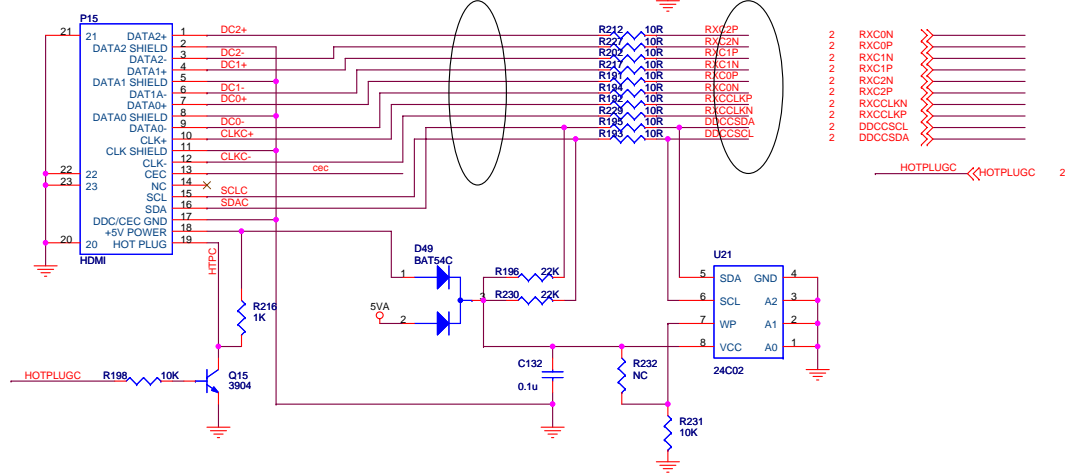 P15
21 21 DATA2+ 1 DC2+ R212 10R RXC2P
DATA2 SHIELD 2 R227 10R RXC2N 2 RXC0N
DATA2- 3 DC2- R202 10R RXC1P 2 RXC0P
DATA1+ 4 DC1+ R217 10R RXC1N 2 RXC1N
DATA1 SHIELD 5 R191 10R RXC0P 2 RXC1P
DAT1A- 6 DC1- R194 10R RXC0N 2 RXC2N
DATA0+ 7 DC0+ R192 10R RXCCLKP 2 RXC2P
DATA0 SHIELD 8 R229 10R RXCCLKN 2 RXCCLKN
DATA0- 9 DC0- R195 10R DDCCSDA 2 RXCCLKP
CLK+ 10 CLKC+ R193 10R DDCCSCL 2 DDCCSCL
CLK SHIELD 11 2 DDCCSDA
CLK- 12 CLKC-
22 22 CEC 13 cec HOTPLUGC HOTPLUGC 2
23 23 NC 14
SCL 15 SCLC
SDA 16 SDAC
DDC/CEC GND 17
+5V POWER 18
20 20 HOT PLUG 19
HDMI
HTPC
D49
BAT54C
U21
1 R196 22K 5 SDA GND 4
3 R230 22K 6 SCL A2 3
R216
1K
5VA
2 7 WP A1 2
8 VCC A0 1
24C02
C132
0.1u
R232
NC
HOTPLUGC R198 10K
Q15
3904
R231
10K